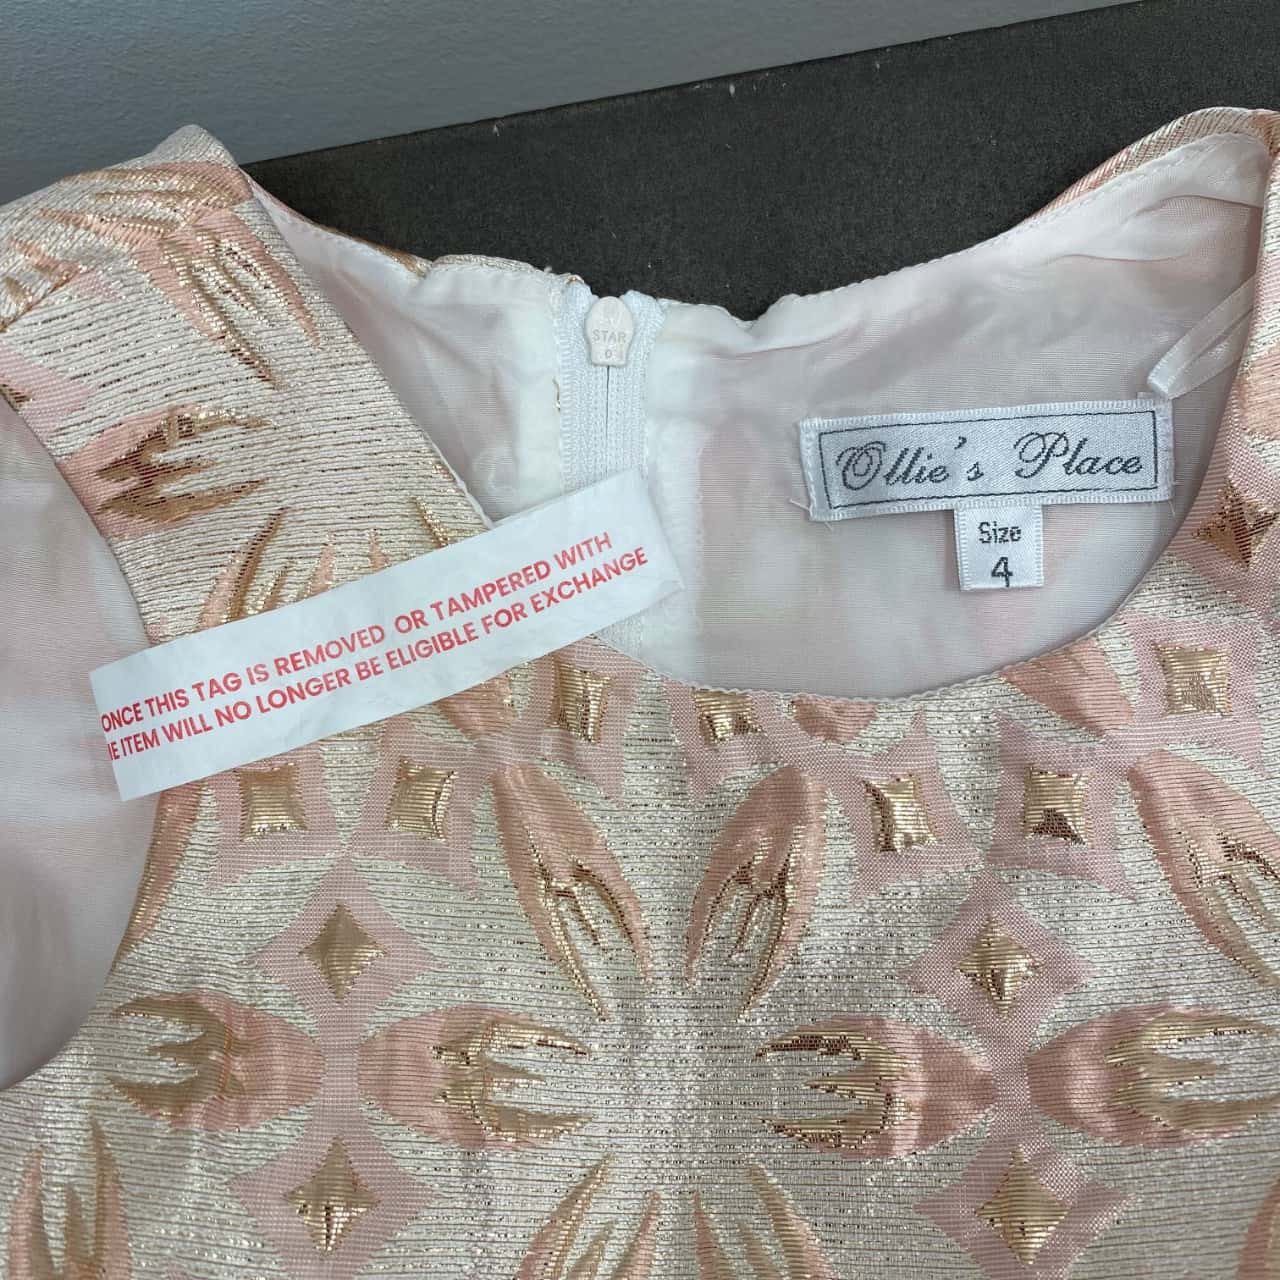 STAR
Ollie's Place
Size
4
ONCE THIS TAG IS REMOVED OR TAMPERED WITH
ITEM WILL NO LONGER BE ELIGIBLE FOR EXCHANGE